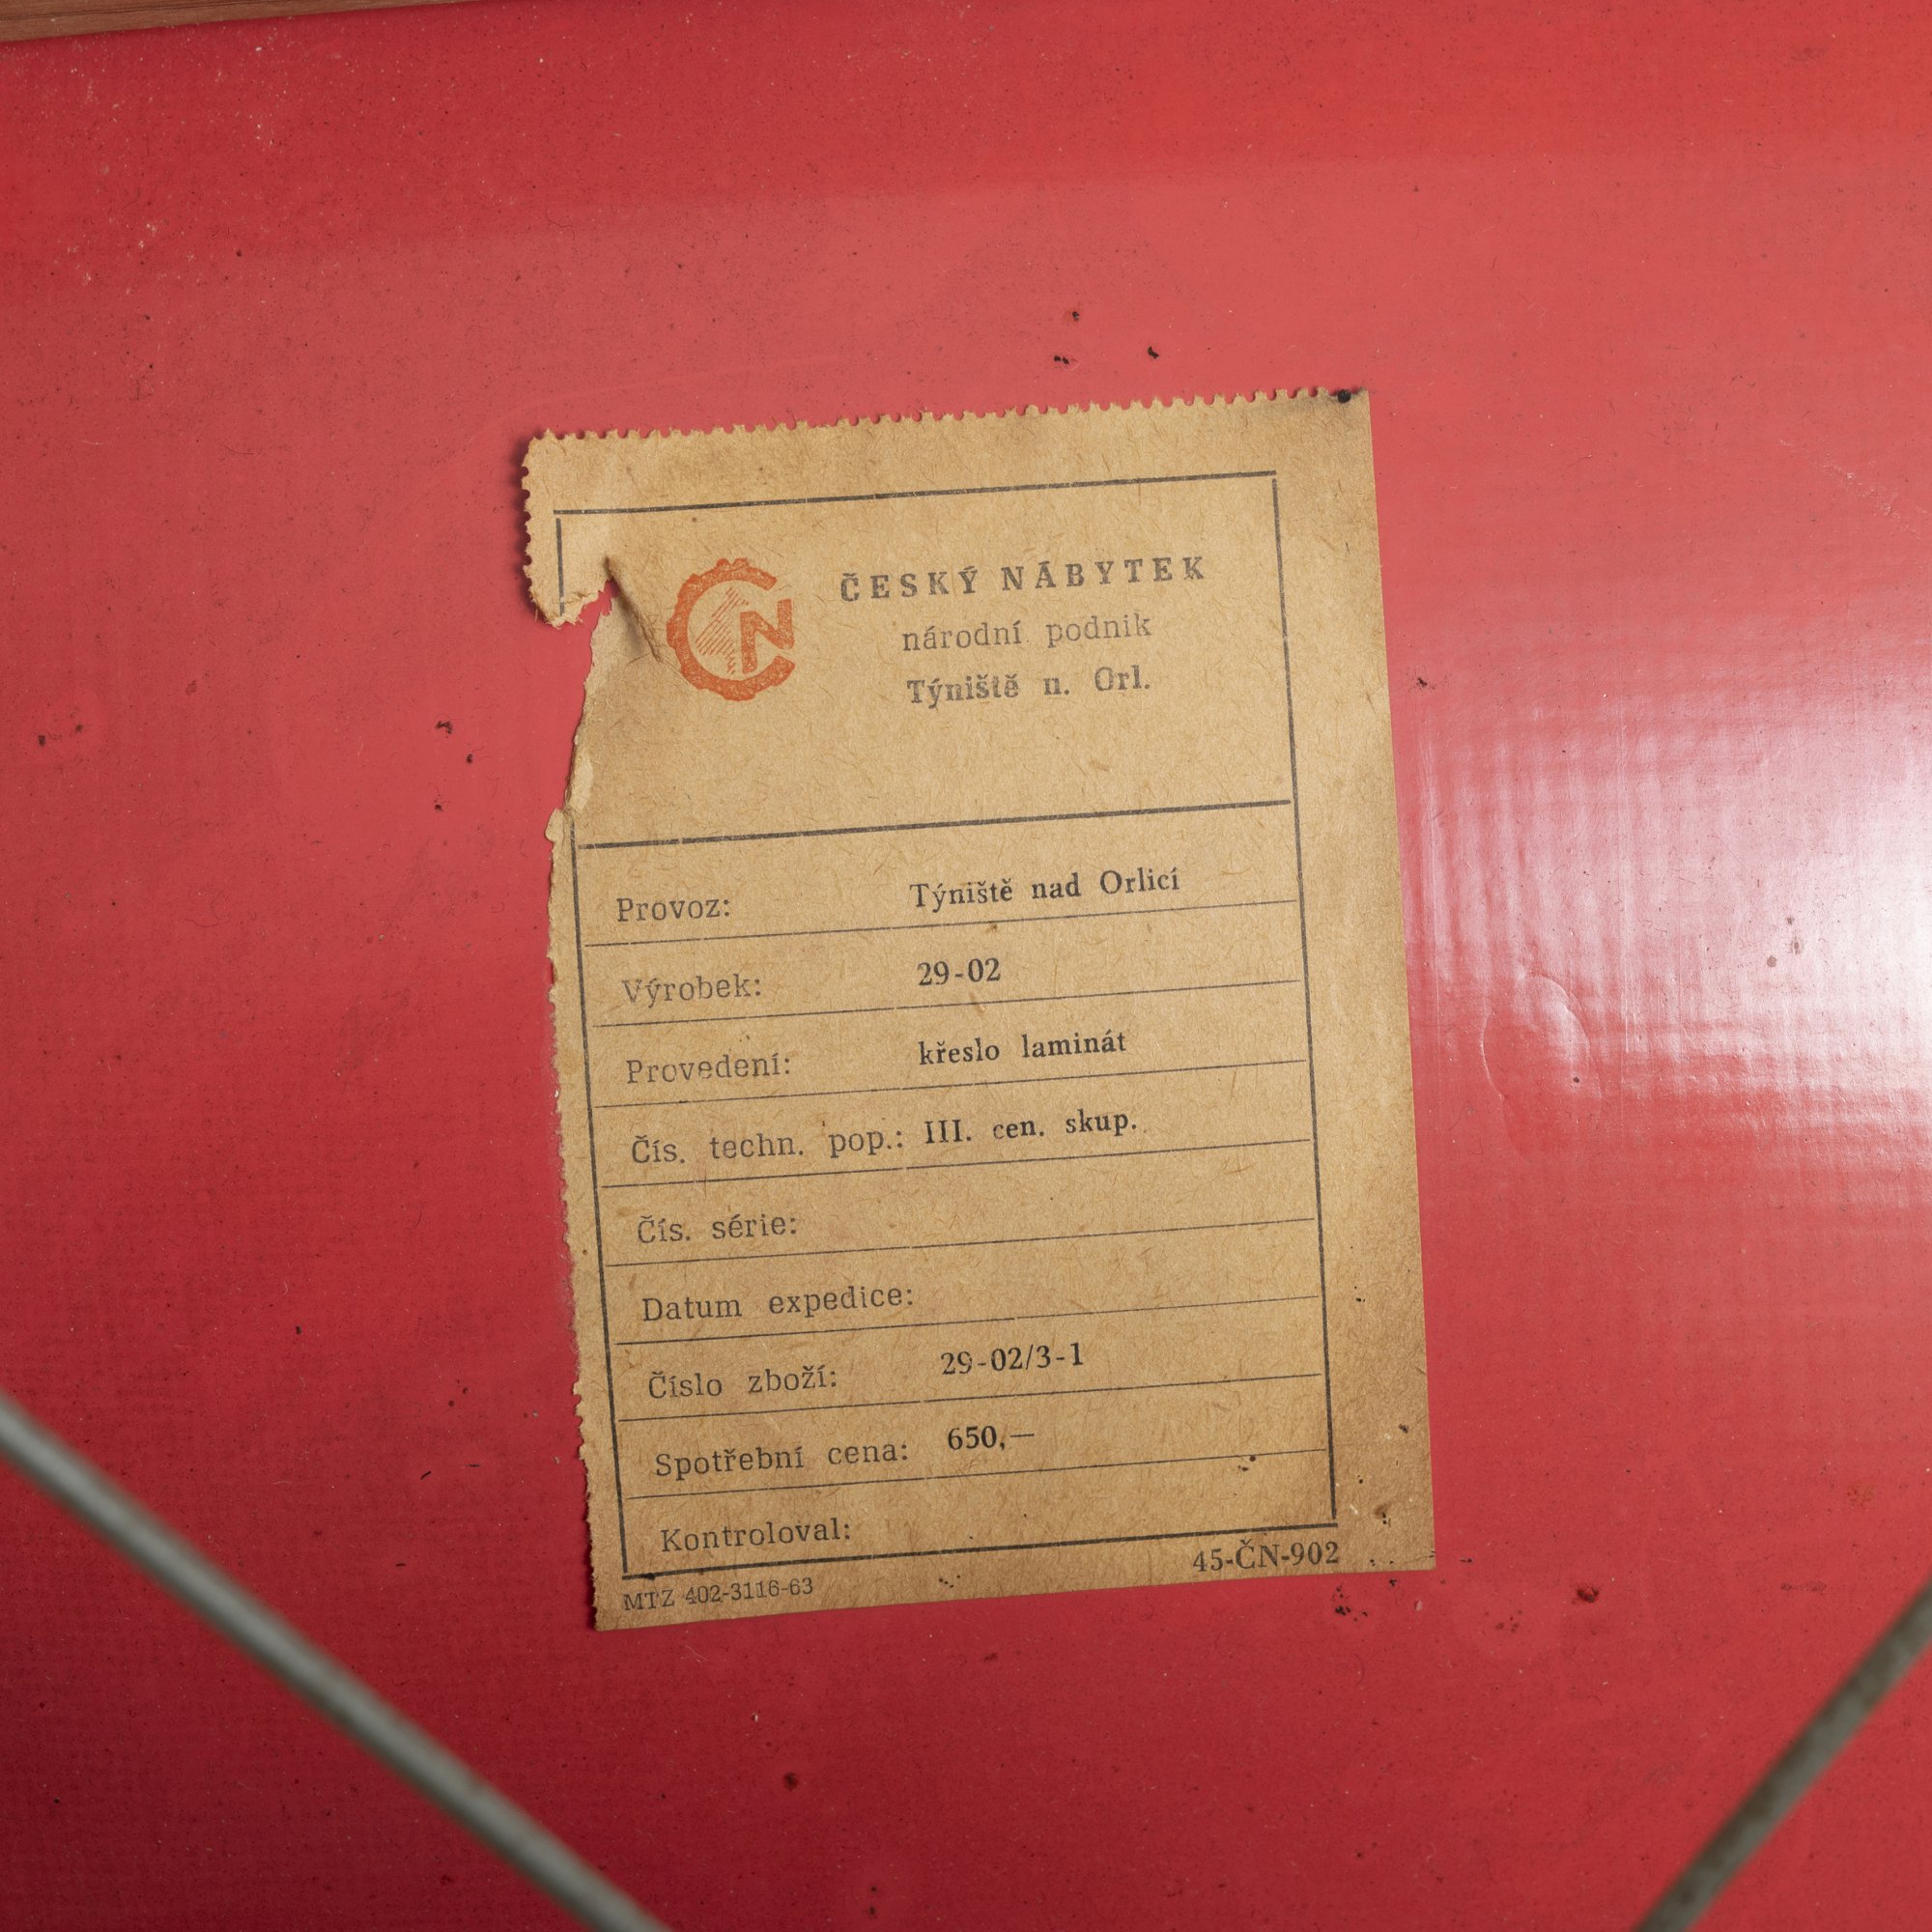 ČN
ČESKÝ NÁBYTEK
národní podnik
Týniště n. Orl.
Provoz: Týniště nad Orlicí
Výrobek: 29-02
Provedení: křeslo laminát
Čís. techn. pop.: III. cen. skup.
Čís. série:
Datum expedice:
Číslo zboží: 29-02/3-1
Spotřební cena: 650,—
Kontroloval:
MTZ 402-3116-63 45-ČN-902